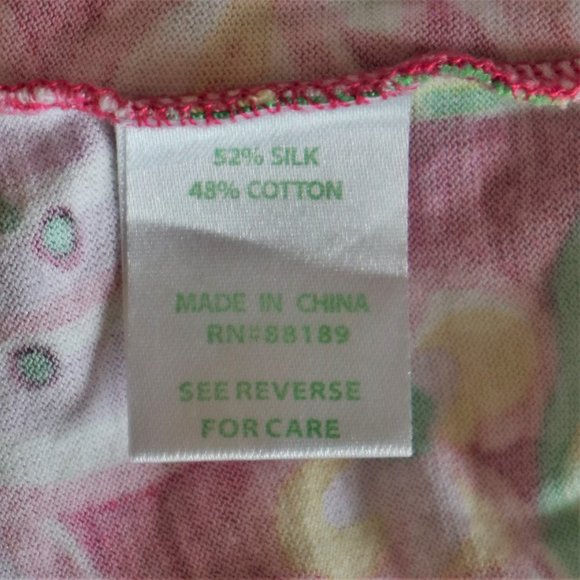 52% SILK
48% COTTON
MADE IN CHINA
RN#88189
SEE REVERSE
FOR CARE